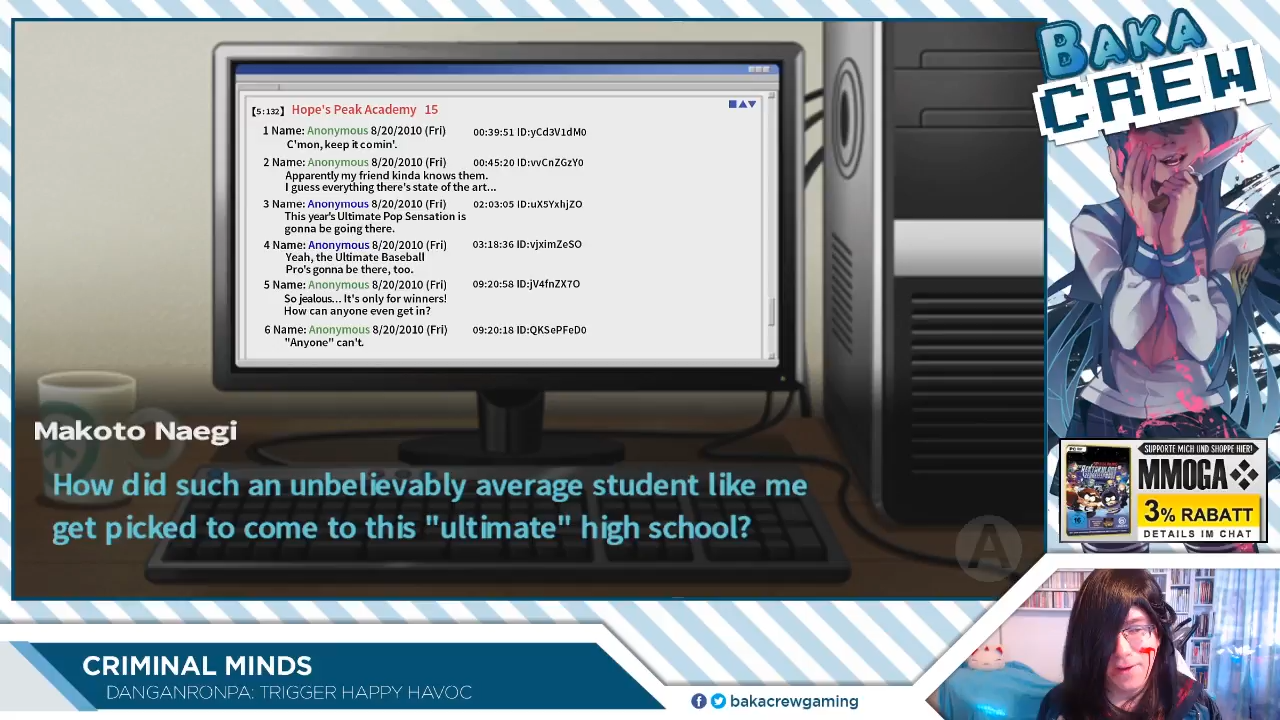 【5:132】 Hope's Peak Academy 15
1 Name: Anonymous 8/20/2010 (Fri) 00:39:51 ID:yCd3V1dM0
C'mon, keep it comin'.
2 Name: Anonymous 8/20/2010 (Fri) 00:45:20 ID:vvCnZGzY0
Apparently my friend kinda knows them.
I guess everything there's state of the art...
3 Name: Anonymous 8/20/2010 (Fri) 02:03:05 ID:uX5YxhjZO
This year's Ultimate Pop Sensation is
gonna be going there.
4 Name: Anonymous 8/20/2010 (Fri) 03:18:36 ID:vjximZeSO
Yeah, the Ultimate Baseball
Pro's gonna be there, too.
5 Name: Anonymous 8/20/2010 (Fri) 09:20:58 ID:jV4fnZX7O
So jealous... It's only for winners!
How can anyone even get in?
6 Name: Anonymous 8/20/2010 (Fri) 09:20:18 ID:QKSePFeD0
"Anyone" can't.
Makoto Naegi
How did such an unbelievably average student like me
get picked to come to this "ultimate" high school?
A
BAKA
CREW
SUPPORTE MICH UND SHOPPE HIER!
MMOGA
3% RABATT
DETAILS IM CHAT
CRIMINAL MINDS
DANGANRONPA: TRIGGER HAPPY HAVOC
bakacrewgaming